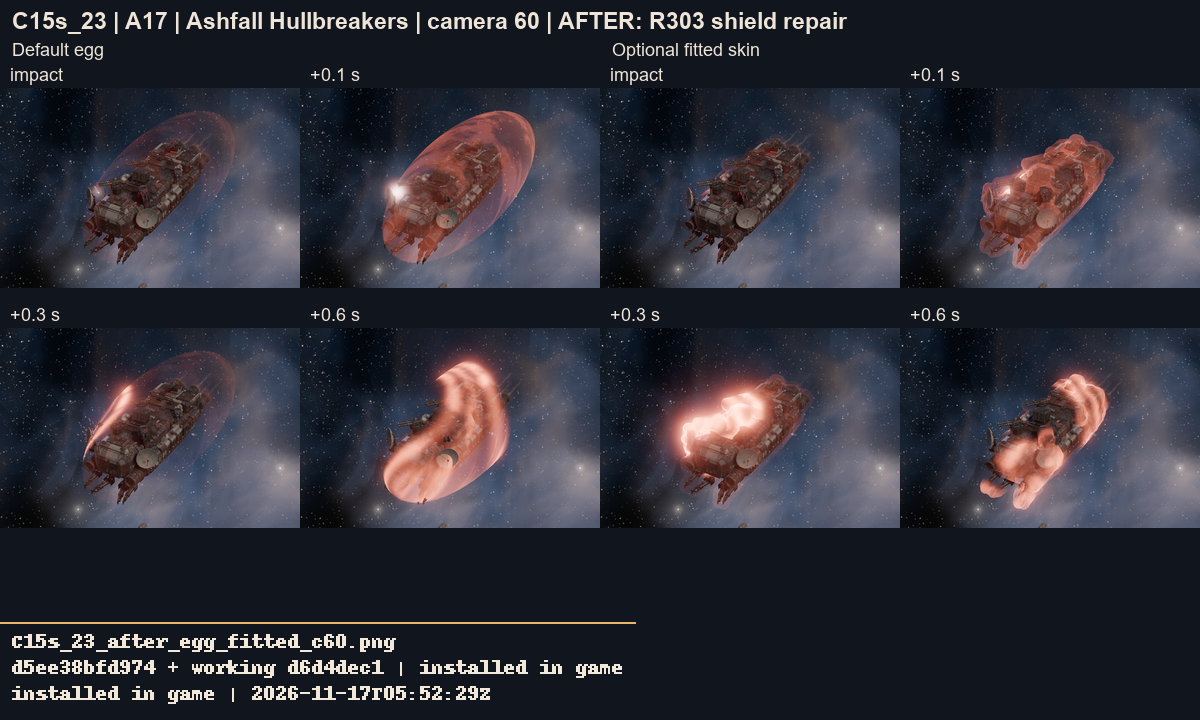 C15s_23 | A17 | Ashfall Hullbreakers | camera 60 | AFTER: R303 shield repair
Default egg
Optional fitted skin
impact
+0.1 s
impact
+0.1 s
+0.3 s
+0.6 s
+0.3 s
+0.6 s
C15s_23_after_egg_fitted_c60.png
d5ee38bfd974 + working d6d4dec1 | installed in game
installed in game | 2026-11-17T05:52:29Z